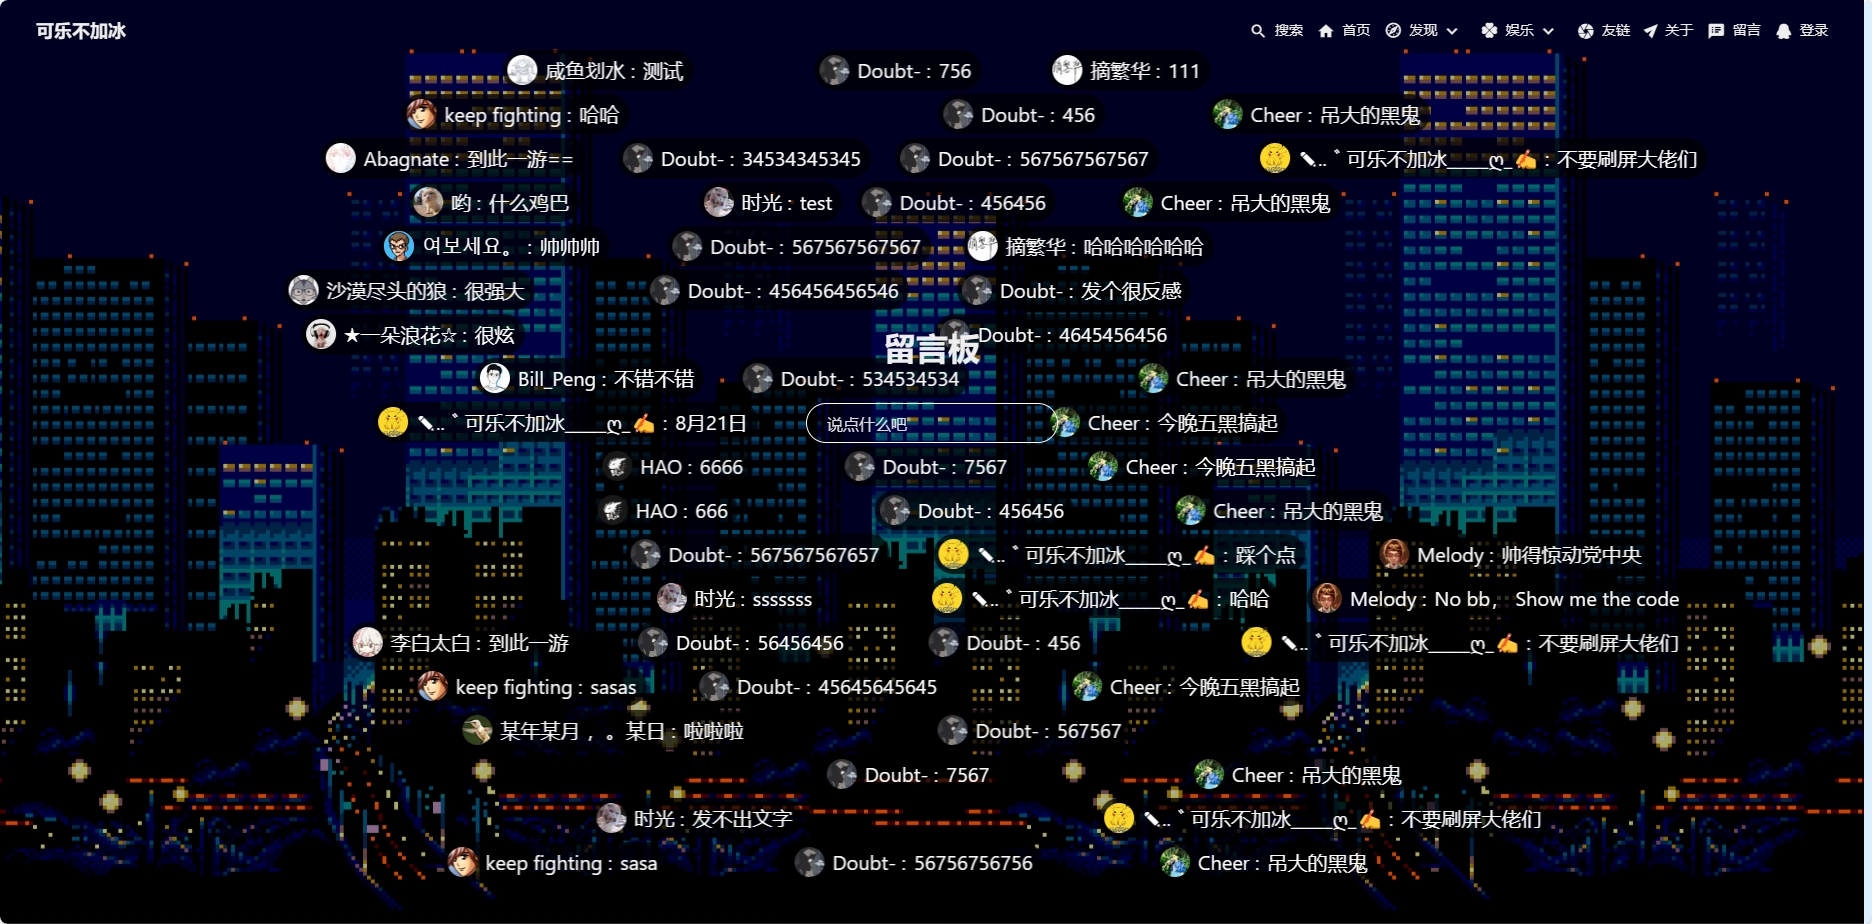 可乐不加冰 搜索 首页 发现 娱乐 友链 关于 留言 登录
咸鱼划水 : 测试 Doubt- : 756 摘繁华 : 111
keep fighting : 哈哈 Doubt- : 456 Cheer : 吊大的黑鬼
Abagnate : 到此一游== Doubt- : 34534345345 Doubt- : 567567567567 ✎﹏ ゛可乐不加冰____ღ_✍ : 不要刷屏大佬们
哟 : 什么鸡巴 时光 : test Doubt- : 456456 Cheer : 吊大的黑鬼
여보세요。 : 帅帅帅 Doubt- : 567567567567 摘繁华 : 哈哈哈哈哈哈
沙漠尽头的狼 : 很强大 Doubt- : 456456456546 Doubt- : 发个很反感
★一朵浪花☆ : 很炫 Doubt- : 4645456456
留言板
Bill_Peng : 不错不错 Doubt- : 534534534 Cheer : 吊大的黑鬼
✎﹏ ゛可乐不加冰____ღ_✍ : 8月21日 说点什么吧 Cheer : 今晚五黑搞起
HAO : 6666 Doubt- : 7567 Cheer : 今晚五黑搞起
HAO : 666 Doubt- : 456456 Cheer : 吊大的黑鬼
Doubt- : 567567567657 ✎﹏ ゛可乐不加冰____ღ_✍ : 踩个点 Melody : 帅得惊动党中央
时光 : sssssss ✎﹏ ゛可乐不加冰____ღ_✍ : 哈哈 Melody : No bb， Show me the code
李白太白 : 到此一游 Doubt- : 56456456 Doubt- : 456 ✎﹏ ゛可乐不加冰____ღ_✍ : 不要刷屏大佬们
keep fighting : sasas Doubt- : 45645645645 Cheer : 今晚五黑搞起
某年某月 ，。某日 : 啦啦啦 Doubt- : 567567
Doubt- : 7567 Cheer : 吊大的黑鬼
时光 : 发不出文字 ✎﹏ ゛可乐不加冰____ღ_✍ : 不要刷屏大佬们
keep fighting : sasa Doubt- : 56756756756 Cheer : 吊大的黑鬼